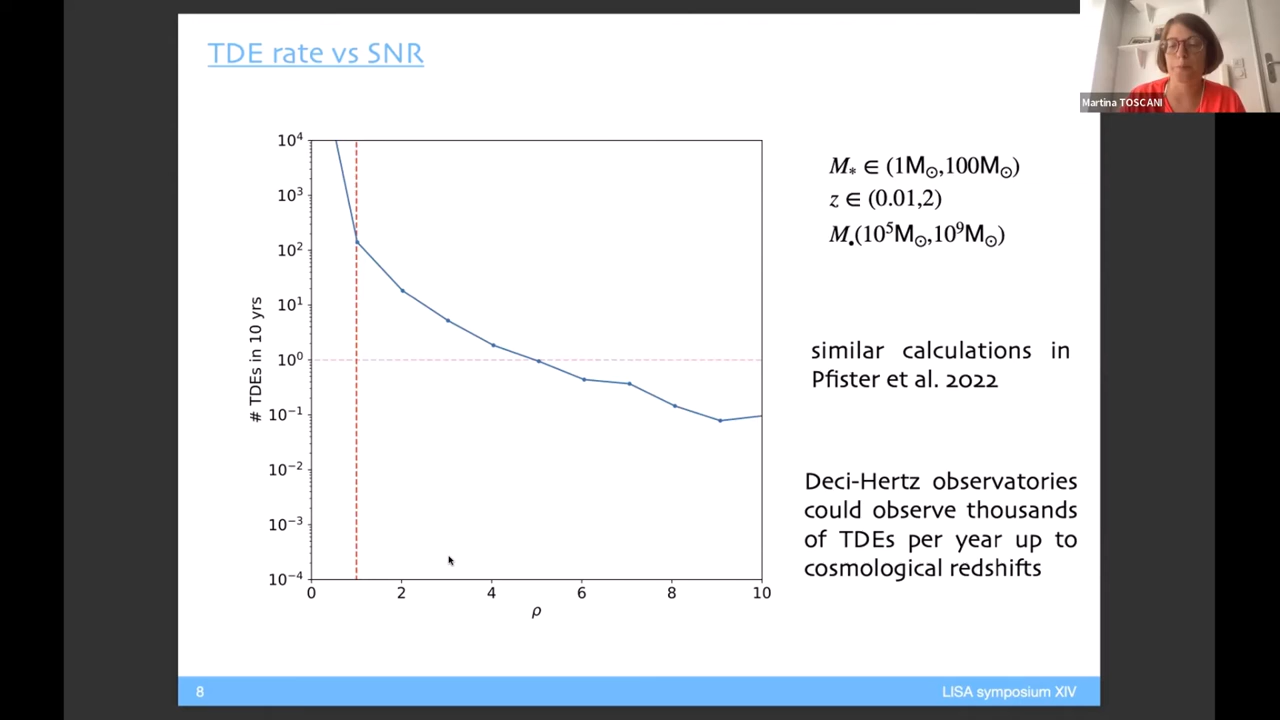 TDE rate vs SNR
Martina TOSCANI
10⁴
10³
10²
10¹
10⁰
10⁻¹
10⁻²
10⁻³
10⁻⁴
# TDEs in 10 yrs
0 2 4 6 8 10
ρ
M* ∈ (1M⊙,100M⊙)
z ∈ (0.01,2)
M•(10⁵M⊙,10⁹M⊙)
similar calculations in
Pfister et al. 2022
Deci-Hertz observatories
could observe thousands
of TDEs per year up to
cosmological redshifts
8
LISA symposium XIV